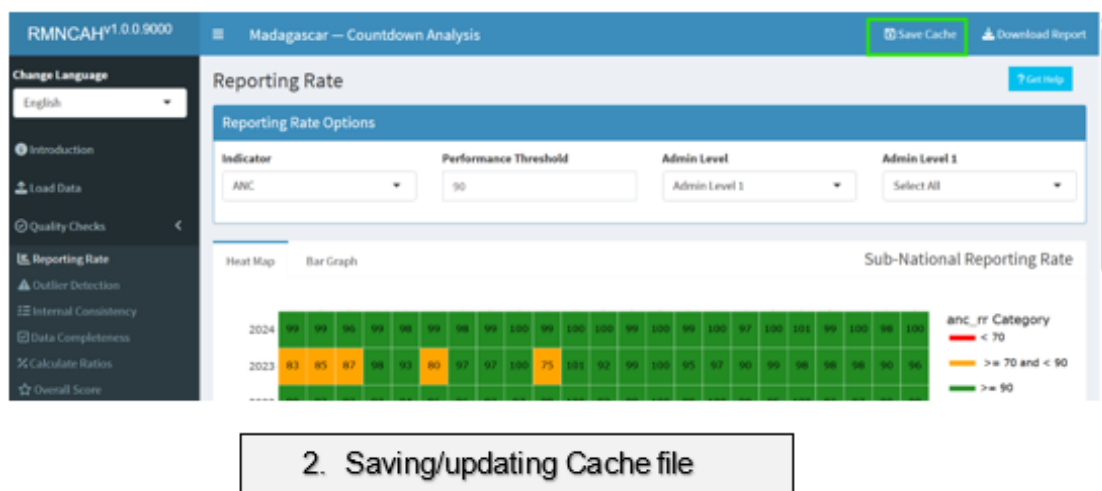 RMNCAHv1.0.0.9000
Madagascar — Countdown Analysis
Save Cache
Download Report
Change Language
English
Introduction
Load Data
Quality Checks
Reporting Rate
Outlier Detection
Internal Consistency
Data Completeness
Calculate Ratios
Overall Score
Reporting Rate
? Get Help
Reporting Rate Options
Indicator
Performance Threshold
Admin Level
Admin Level 1
ANC
90
Admin Level 1
Select All
Heat Map
Bar Graph
Sub-National Reporting Rate
2024 99 99 96 99 98 99 98 99 100 99 100 100 99 100 99 100 97 100 101 99 100 98 100
2023 83 85 87 98 93 80 97 97 100 75 101 92 99 100 95 97 90 99 98 98 98 90 96
anc_rr Category
< 70
>= 70 and < 90
>= 90
2. Saving/updating Cache file